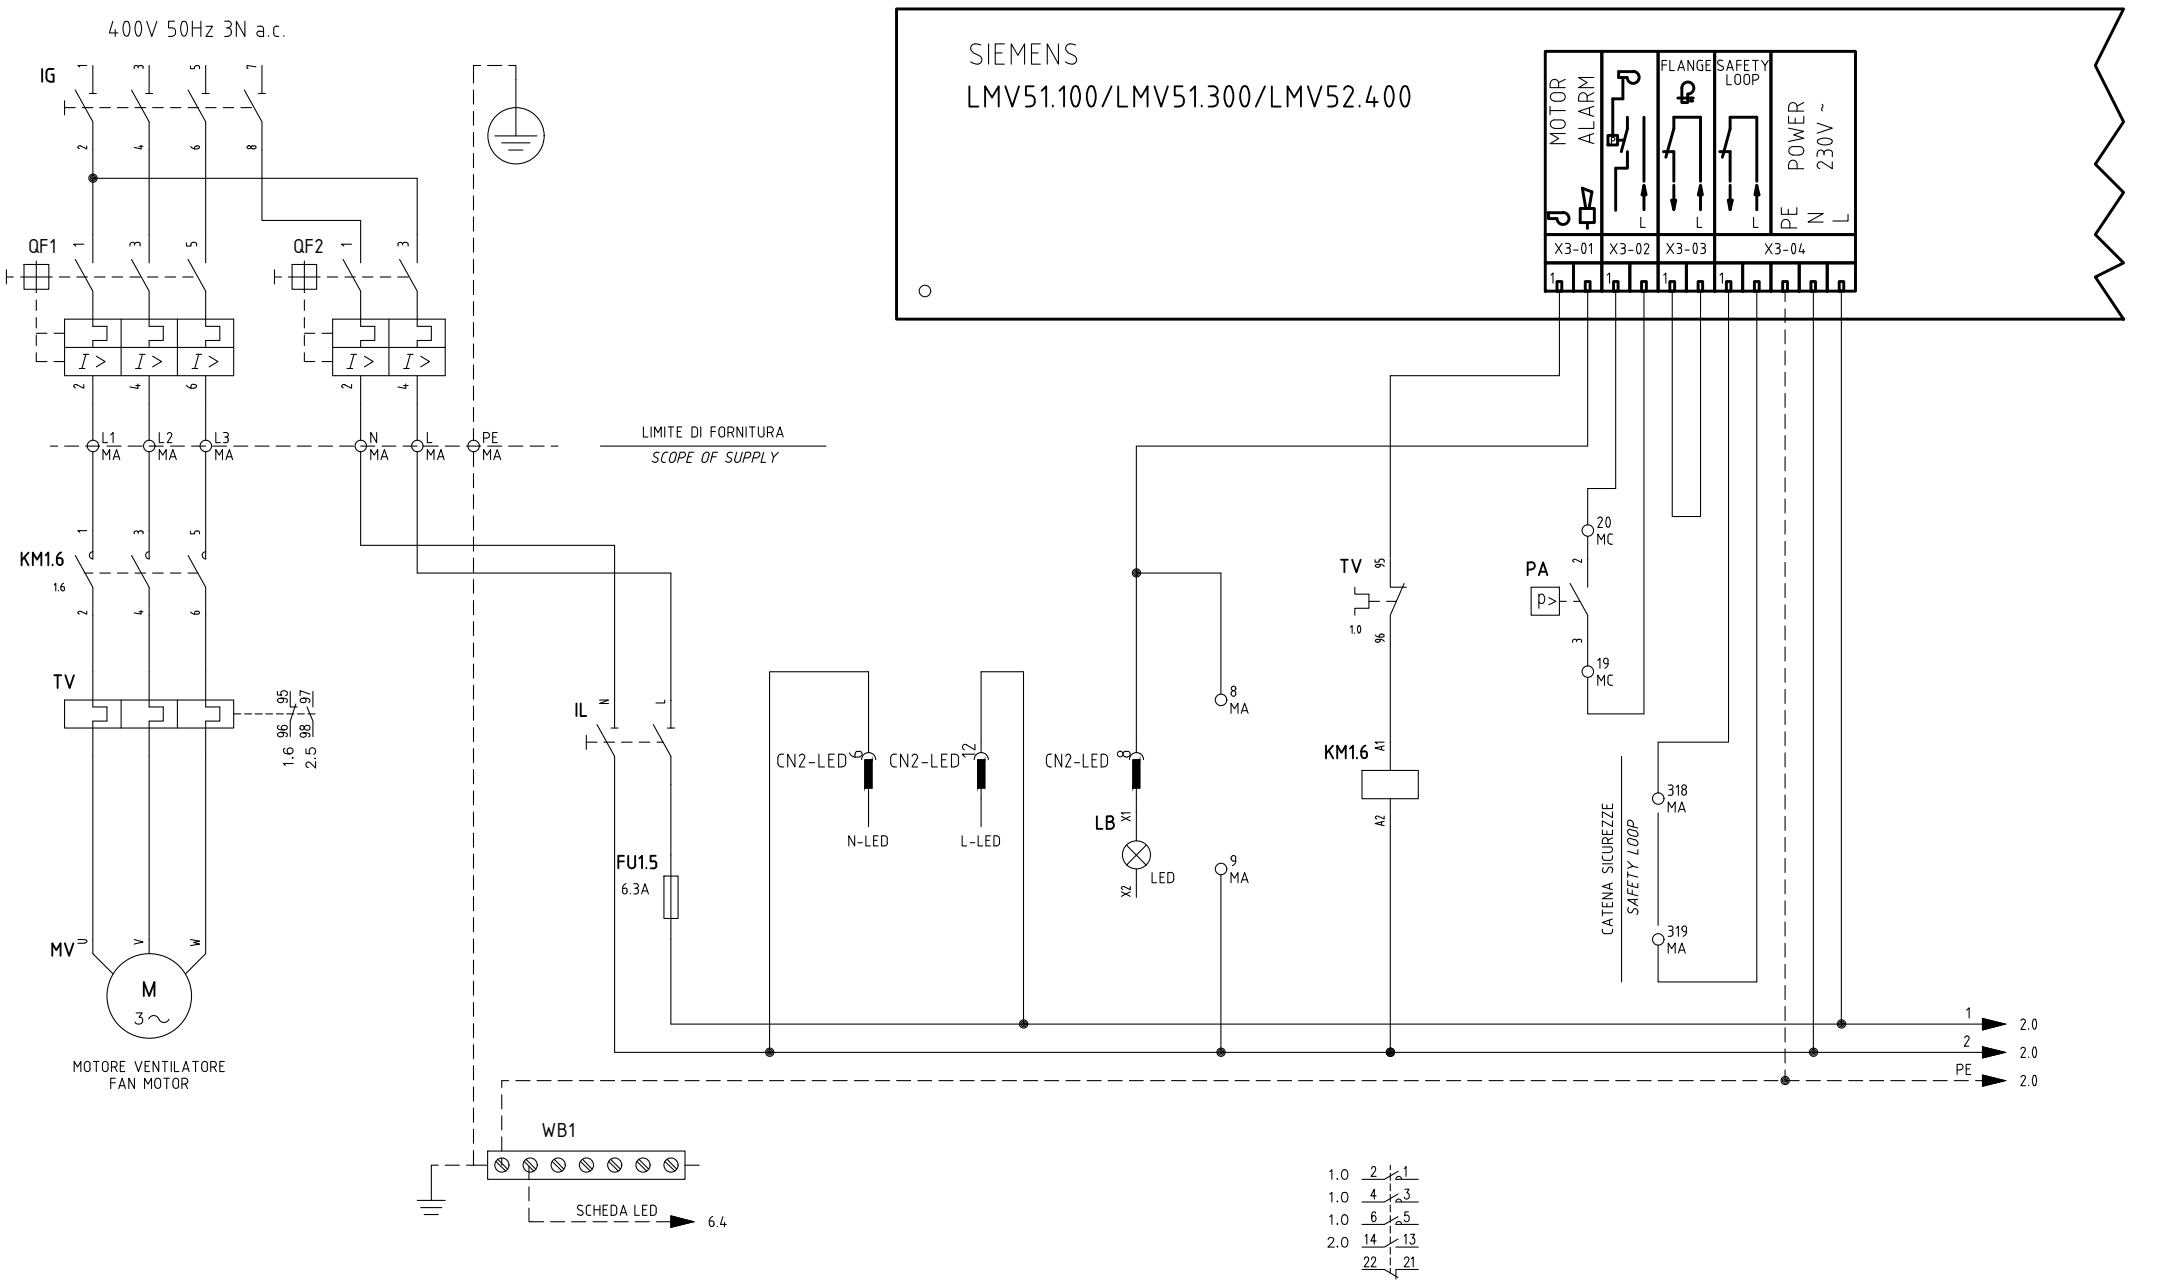 400V 50Hz 3N a.c.
IG
1 3 5 7
2 4 6 8
QF1
1 3 5
I> I> I>
2 4 6
QF2
1 3
I> I>
2 4
L1 L2 L3 N L PE
MA MA MA MA MA MA
LIMITE DI FORNITURA
SCOPE OF SUPPLY
KM1.6
1.6
1 3 5
2 4 6
TV
95 97
96 98
1.6 2.5
MV
U V W
M
3~
MOTORE VENTILATORE
FAN MOTOR
SIEMENS
LMV51.100/LMV51.300/LMV52.400
MOTOR
ALARM
P
L
FLANGE
L
SAFETY
LOOP
L
POWER
230V ~
PE
N
L
X3-01 X3-02 X3-03 X3-04
1 1 1 1
IL
N L
FU1.5
6.3A
CN2-LED 6
N-LED
CN2-LED 12
L-LED
CN2-LED 8
LB
X1
X2
LED
8
MA
9
MA
TV
1.0
95
96
KM1.6
A1
A2
20
MC
PA
P>
2
3
19
MC
CATENA SICUREZZE
SAFETY LOOP
318
MA
319
MA
1 2.0
2 2.0
PE 2.0
WB1
SCHEDA LED 6.4
1.0 2 1
1.0 4 3
1.0 6 5
2.0 14 13
22 21